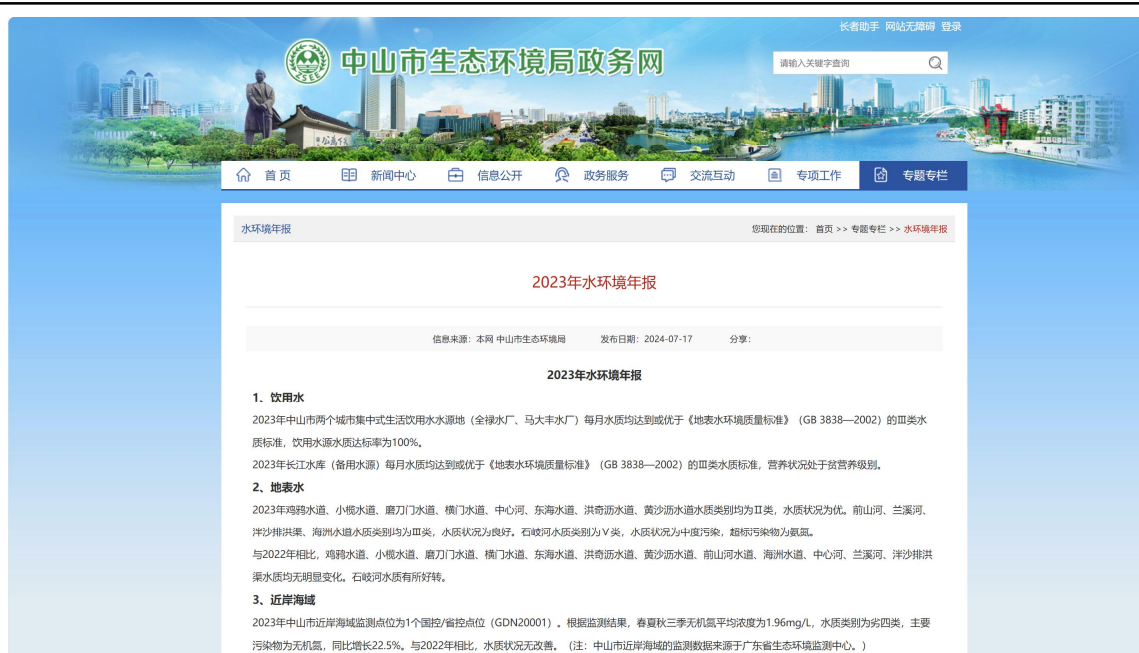 长者助手 网站无障碍 登录
中山市生态环境局政务网
请输入关键字查询
ZSEE
首页 新闻中心 信息公开 政务服务 交流互动 专项工作 专题专栏
水环境年报 您现在的位置： 首页 >> 专题专栏 >> 水环境年报
2023年水环境年报
信息来源：本网 中山市生态环境局 发布日期：2024-07-17 分享：
2023年水环境年报
1、饮用水
2023年中山市两个城市集中式生活饮用水水源地（全禄水厂、马大丰水厂）每月水质均达到或优于《地表水环境质量标准》（GB 3838—2002）的Ⅲ类水
质标准，饮用水源水质达标率为100%。
2023年长江水库（备用水源）每月水质均达到或优于《地表水环境质量标准》（GB 3838—2002）的Ⅲ类水质标准，营养状况处于贫营养级别。
2、地表水
2023年鸡鸦水道、小榄水道、磨刀门水道、横门水道、中心河、东海水道、洪奇沥水道、黄沙沥水道水质类别均为Ⅱ类，水质状况为优。前山河、兰溪河、
泮沙排洪渠、海洲水道水质类别均为Ⅲ类，水质状况为良好。石岐河水质类别为Ⅴ类，水质状况为中度污染，超标污染物为氨氮。
与2022年相比，鸡鸦水道、小榄水道、磨刀门水道、横门水道、东海水道、洪奇沥水道、黄沙沥水道、前山河水道、海洲水道、中心河、兰溪河、泮沙排洪
渠水质均无明显变化。石岐河水质有所好转。
3、近岸海域
2023年中山市近岸海域监测点位为1个国控/省控点位（GDN20001）。根据监测结果，春夏秋三季无机氮平均浓度为1.96mg/L，水质类别为劣四类，主要
污染物为无机氮，同比增长22.5%。与2022年相比，水质状况无改善。（注：中山市近岸海域的监测数据来源于广东省生态环境监测中心。）